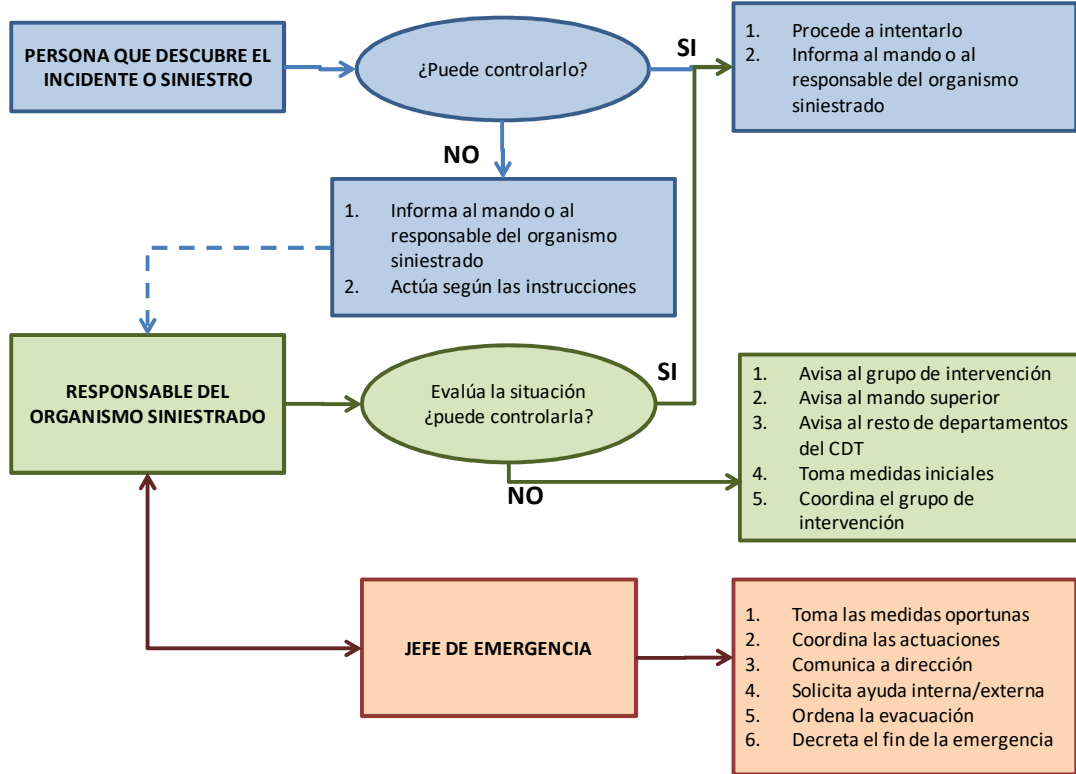 PERSONA QUE DESCUBRE EL
INCIDENTE O SINIESTRO
¿Puede controlarlo?
SI
1. Procede a intentarlo
2. Informa al mando o al
responsable del organismo
siniestrado
NO
1. Informa al mando o al
responsable del organismo
siniestrado
2. Actúa según las instrucciones
RESPONSABLE DEL
ORGANISMO SINIESTRADO
Evalúa la situación
¿puede controlarla?
SI
NO
1. Avisa al grupo de intervención
2. Avisa al mando superior
3. Avisa al resto de departamentos
del CDT
4. Toma medidas iniciales
5. Coordina el grupo de
intervención
JEFE DE EMERGENCIA
1. Toma las medidas oportunas
2. Coordina las actuaciones
3. Comunica a dirección
4. Solicita ayuda interna/externa
5. Ordena la evacuación
6. Decreta el fin de la emergencia